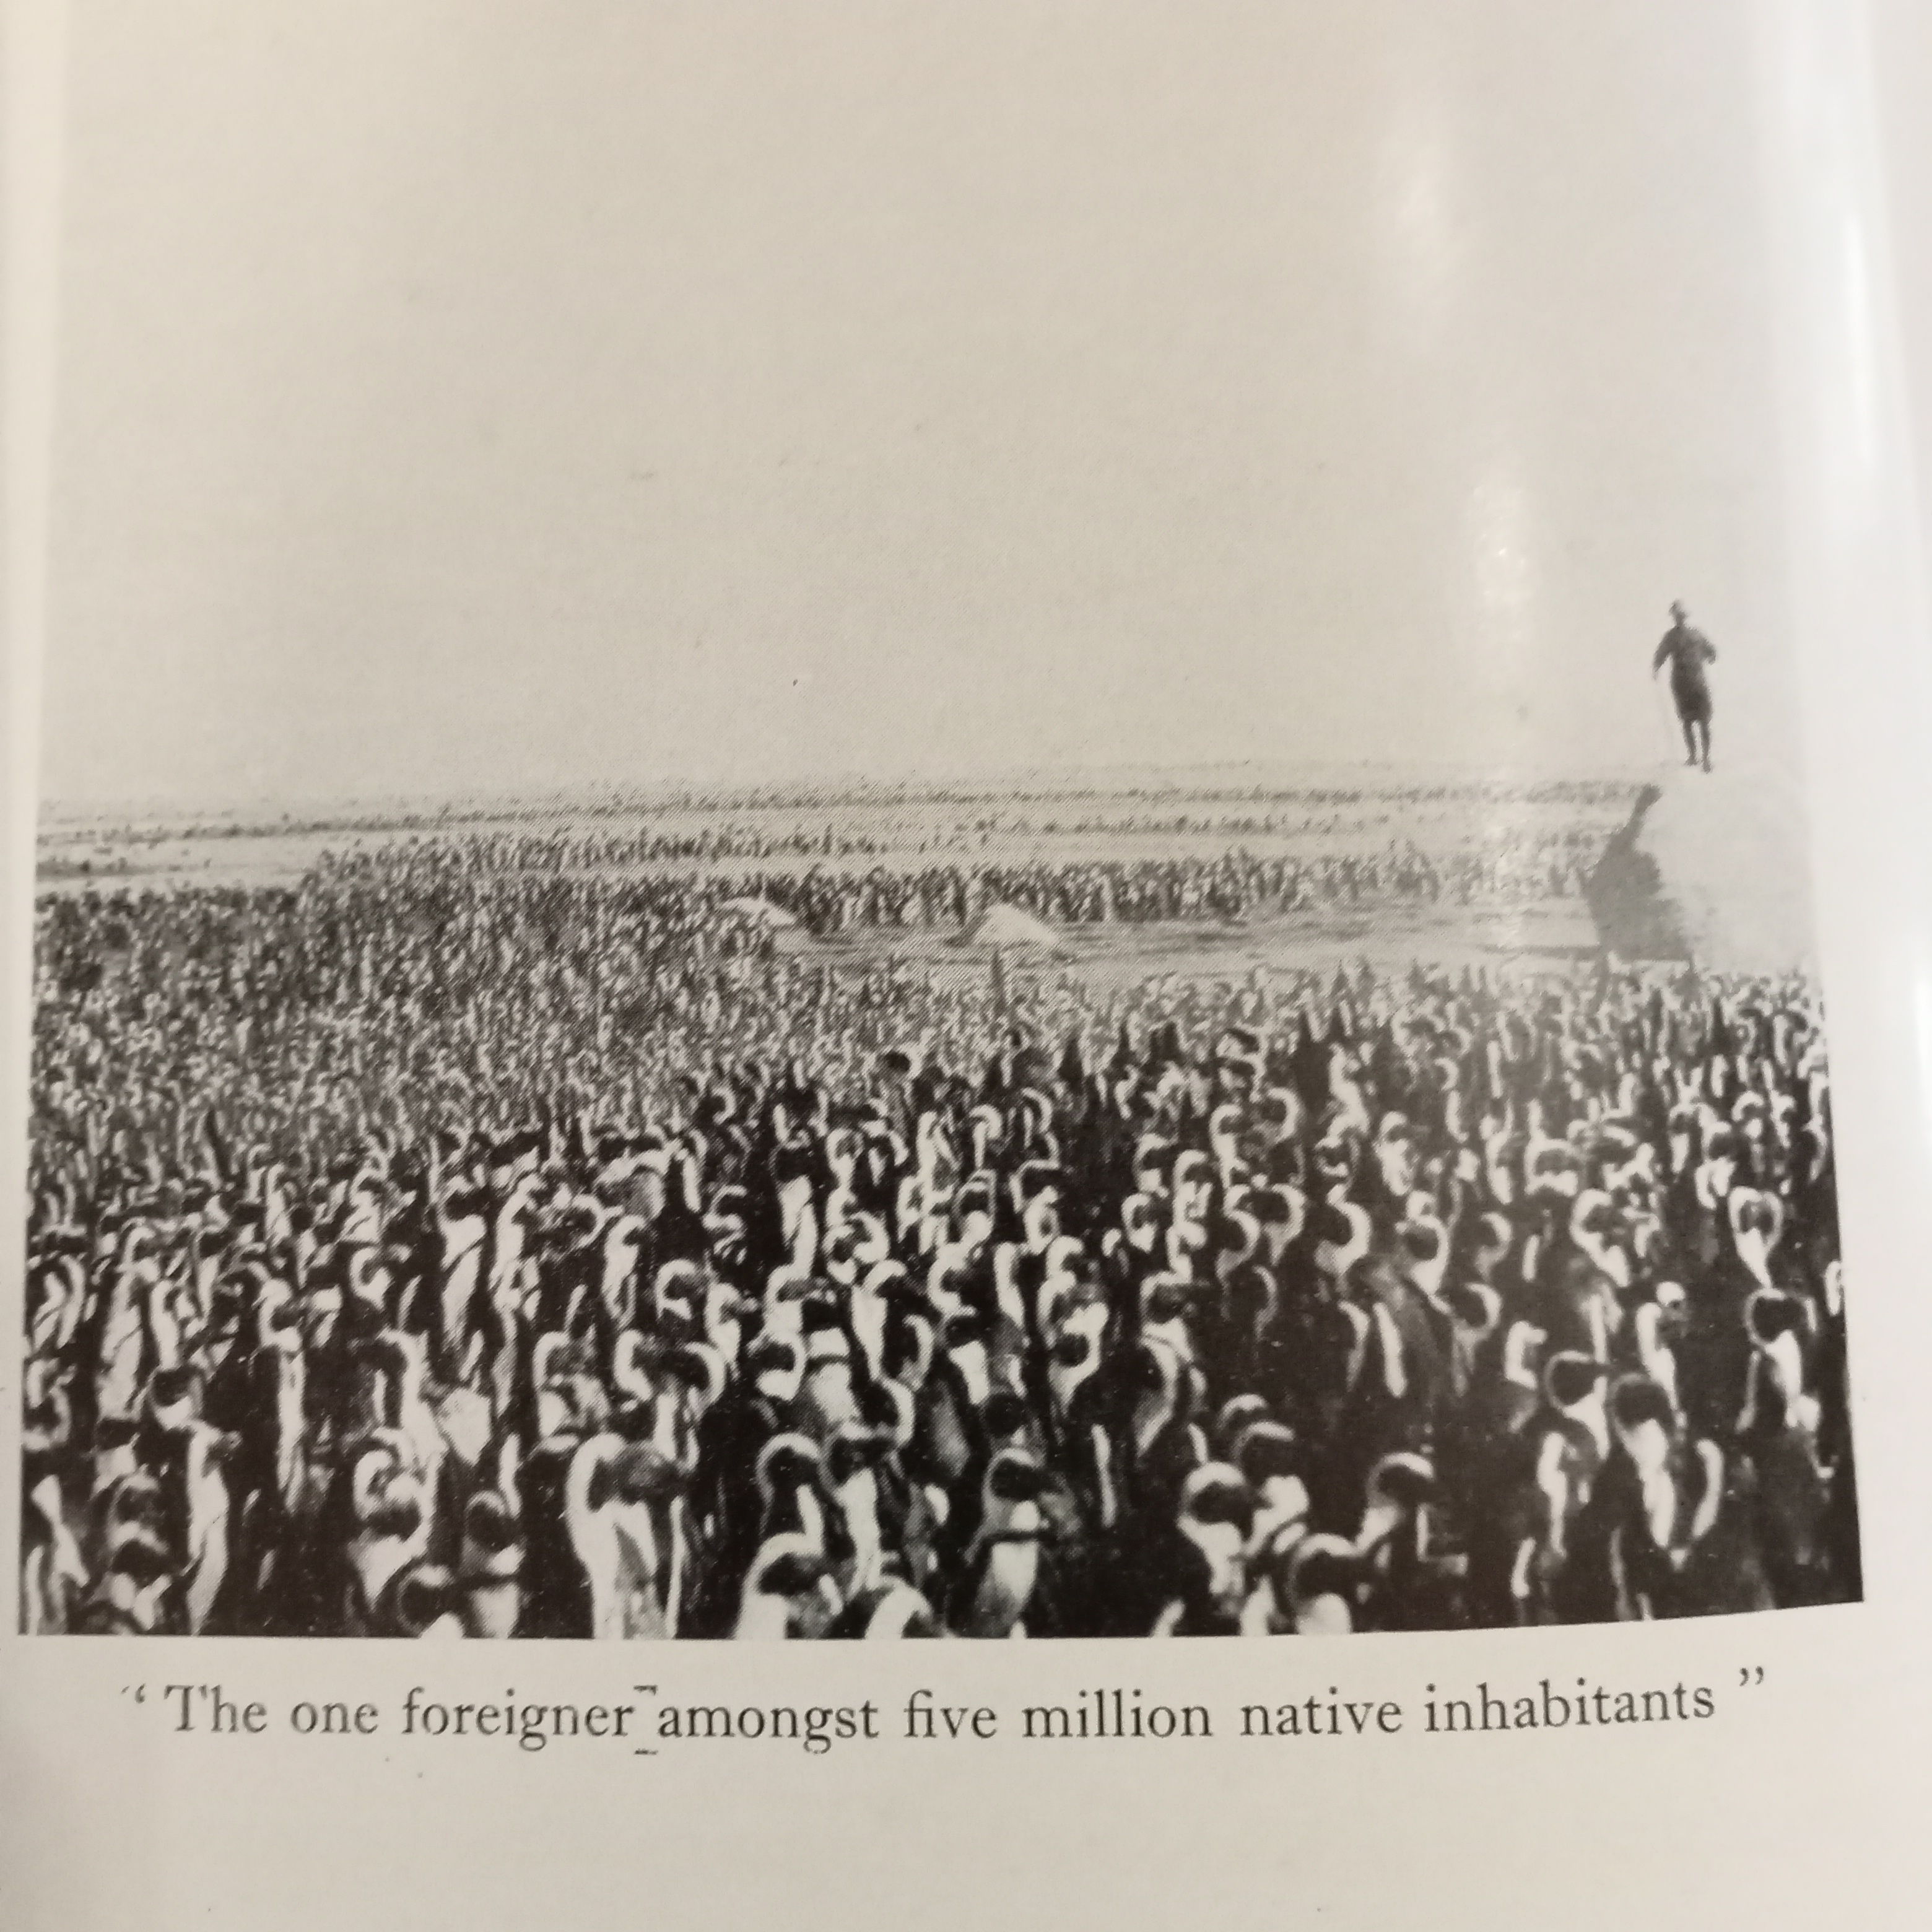 “ The one foreigner amongst five million native inhabitants ”